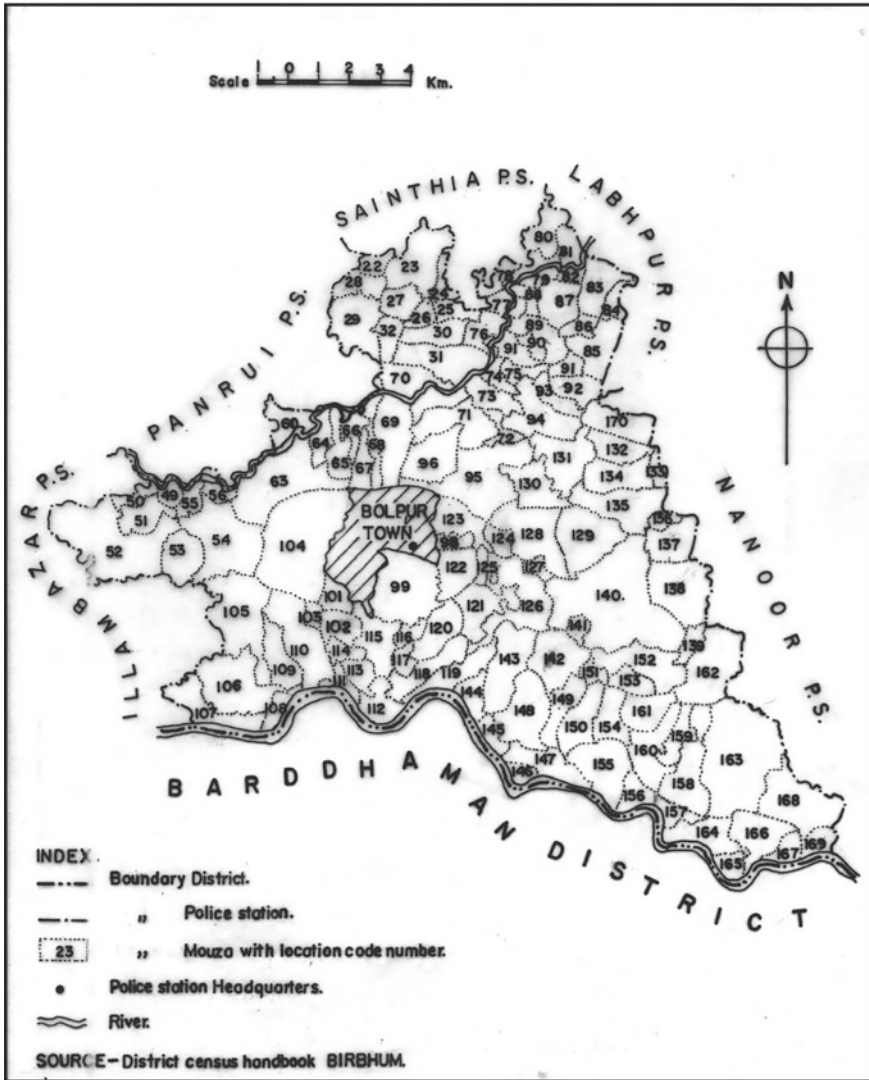 1 0 1 2 3 4
Scale Km.
SAINTHIA P.S.
LABHPUR P.S.
PANRUI P.S.
ILLAM BAZAR P.S.
NANOOR P.S.
N
BARDDHAMAN DISTRICT
BOLPUR
TOWN
80
81
22 23
28
78 79 82
83
24
27 25
77 88 87
84
29 26
32 30 76
89 86
31
91 90 85
70
74 75 91
93 92
73
60
69
71 94
170
66
64 68
72
132
65 67
96
131
133
63
95
134
130
50 49 56
55
135
51
123
136
104
124 128 129
52 53 54
137
99
122 125 127
138
101
140
121 126
105
103 102
115 116 120
141
110
114
117
143 142
152 139
109
113
118 119
151
153
162
106
111
144
149
107 108
112
148
161
145
150 154
159
160
163
147
146
155
158
156
168
157
164 166
165 167 169
INDEX
Boundary District.
„ Police station.
23 „ Mouza with location code number.
Police station Headquarters.
River.
SOURCE–District census handbook BIRBHUM.